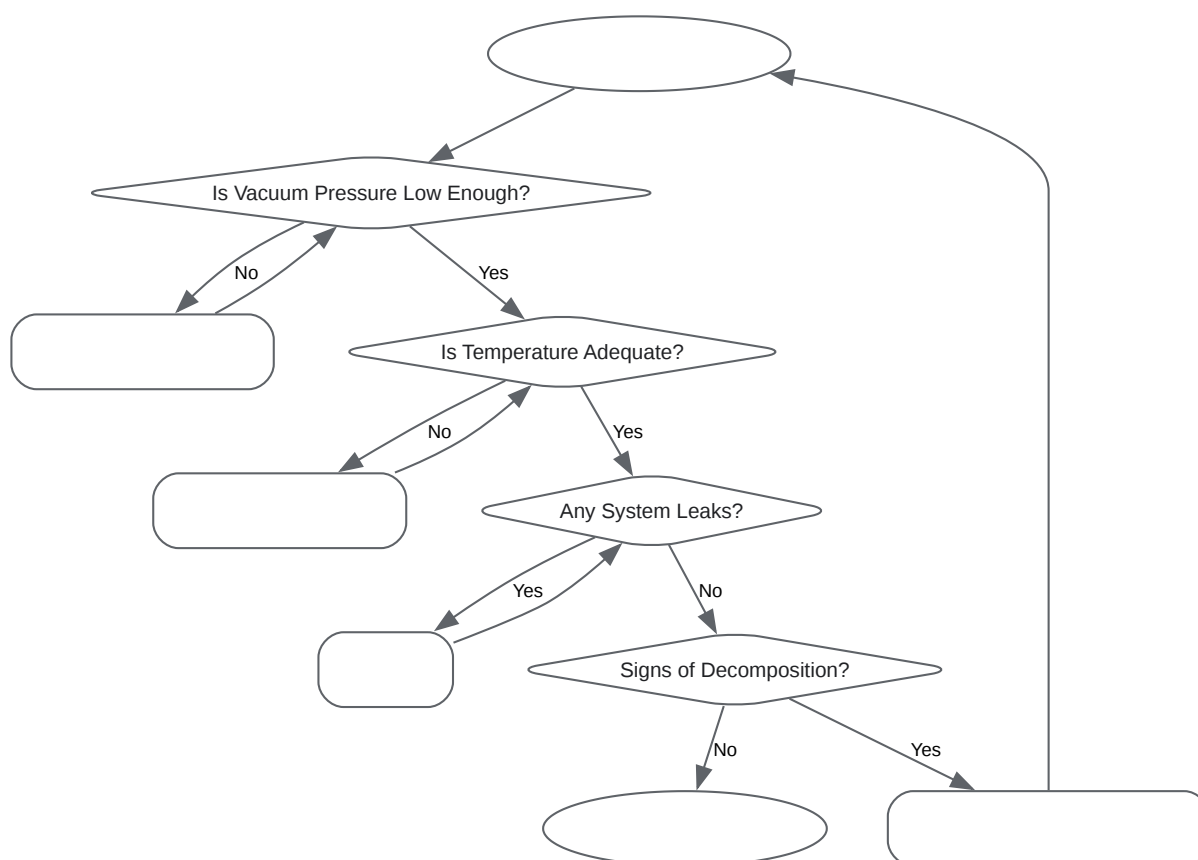 Is Vacuum Pressure Low Enough?
No
Yes
Is Temperature Adequate?
No
Yes
Any System Leaks?
Yes
No
Signs of Decomposition?
No
Yes